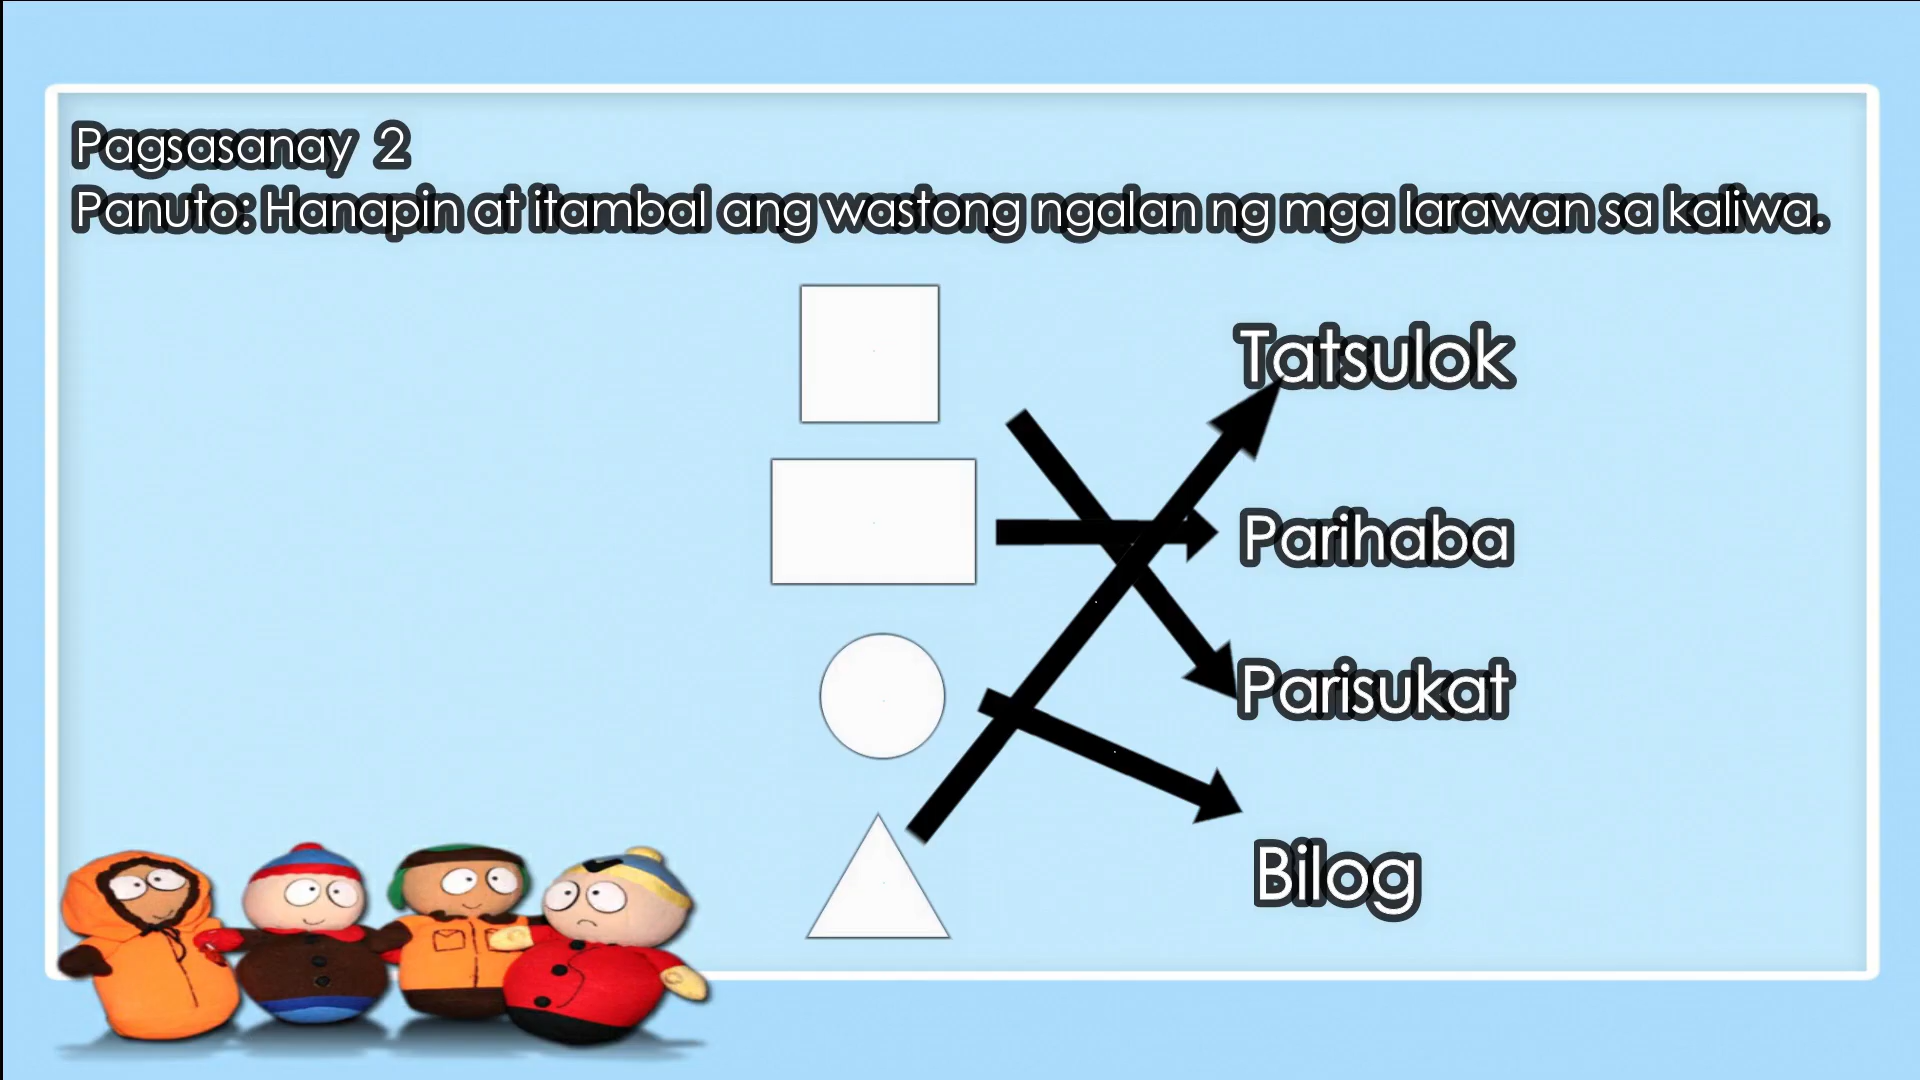 Pagsasanay 2
Panuto: Hanapin at itambal ang wastong ngalan ng mga larawan sa kaliwa.
Tatsulok
Parihaba
Parisukat
Bilog